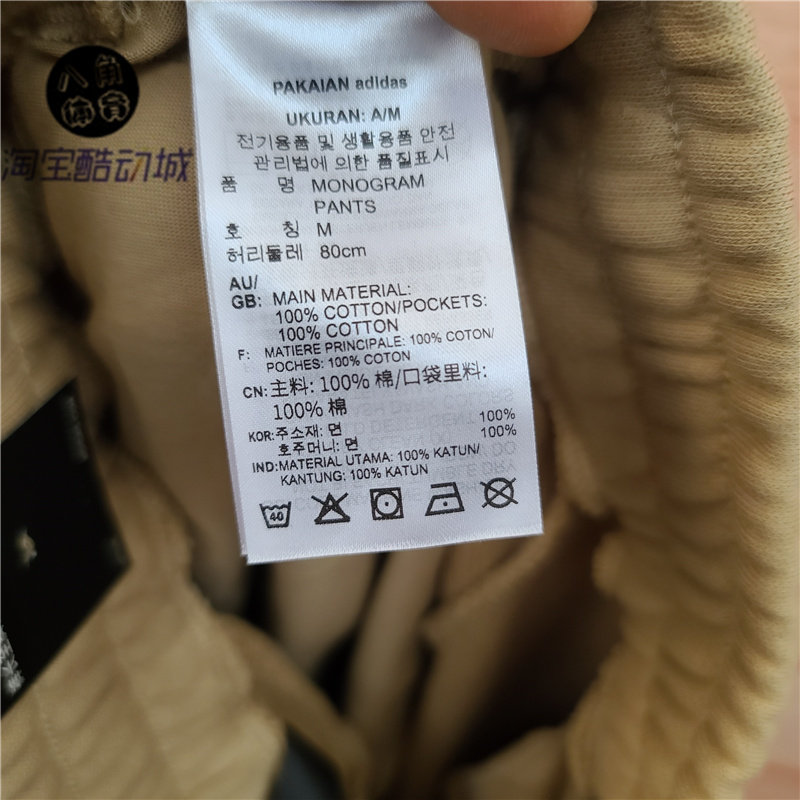 八角
体育
淘宝酷动城
PAKAIAN adidas
UKURAN: A/M
전기용품 및 생활용품 안전
관리법에 의한 품질표시
품 명 MONOGRAM
PANTS
호 칭 M
허리둘레 80cm
AU/
GB: MAIN MATERIAL:
100% COTTON/POCKETS:
100% COTTON
F: MATIERE PRINCIPALE: 100% COTON/
POCHES: 100% COTON
CN: 主料: 100% 棉/口袋里料:
100% 棉
KOR: 주소재: 면 100%
호주머니: 면 100%
IND: MATERIAL UTAMA: 100% KATUN/
KANTUNG: 100% KATUN
40